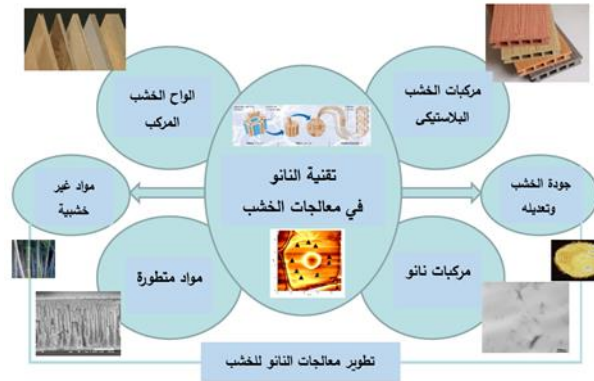 مركبات الخشب
البلاستيكى
الواح الخشب
المركب
تقنية النانو
في معالجات الخشب
جودة الخشب
وتعديله
مواد غير
خشبية
مركبات نانو
مواد متطورة
تطوير معالجات النانو للخشب